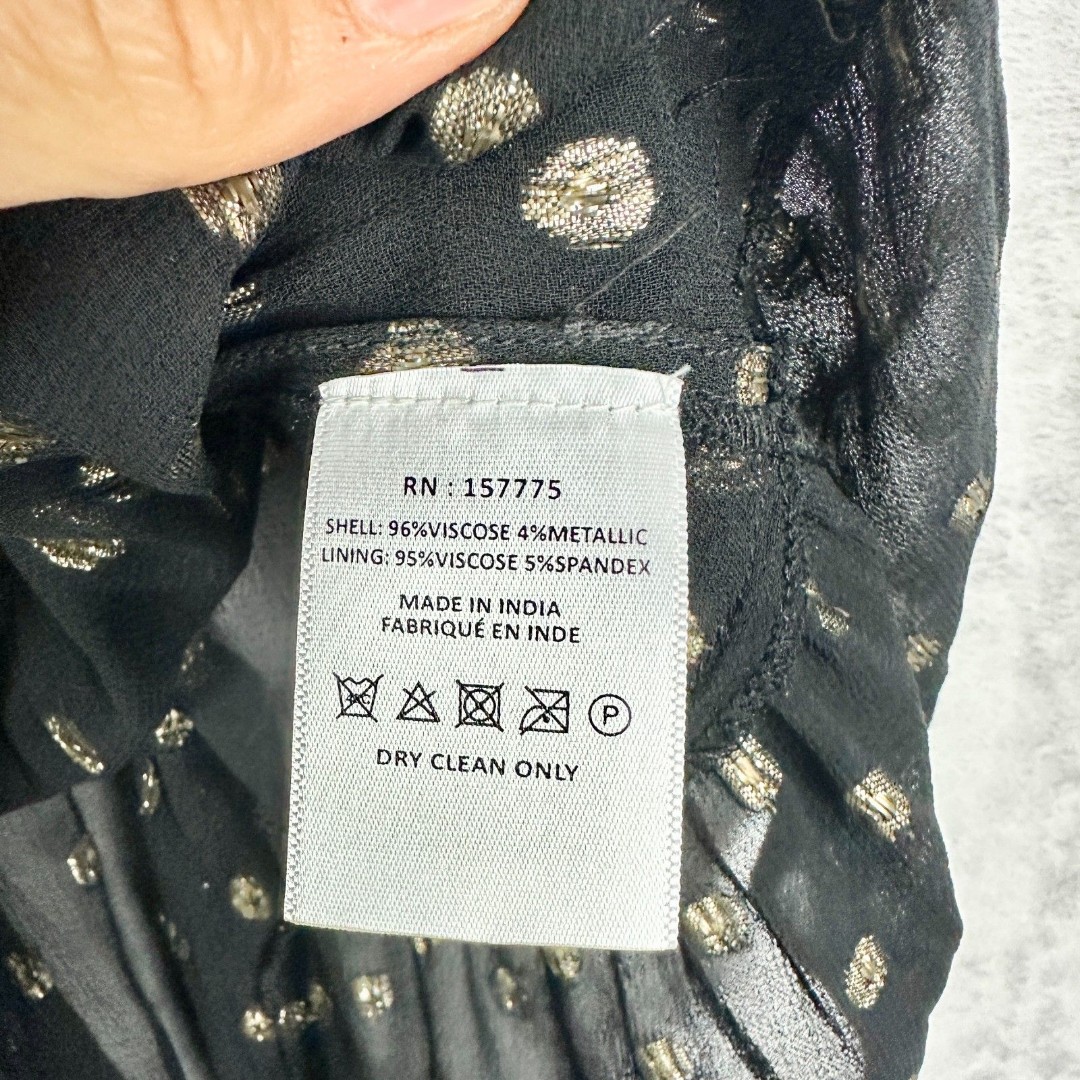 RN : 157775
SHELL: 96%VISCOSE 4%METALLIC
LINING: 95%VISCOSE 5%SPANDEX
MADE IN INDIA
FABRIQUÉ EN INDE
P
DRY CLEAN ONLY